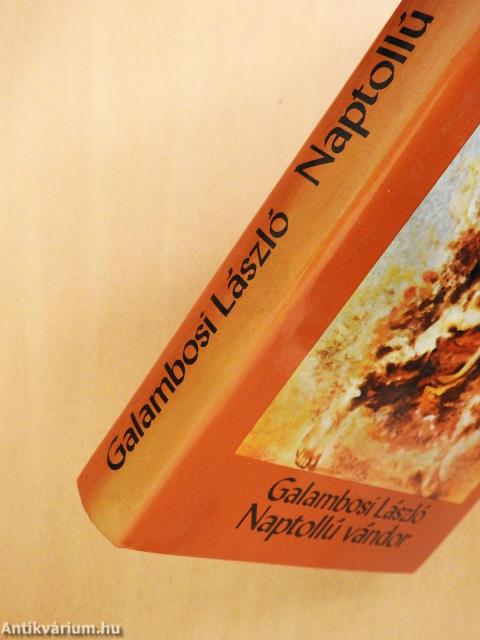 Galambosi László Naptollú
Galambosi László
Naptollú vándor
Antikvárium.hu